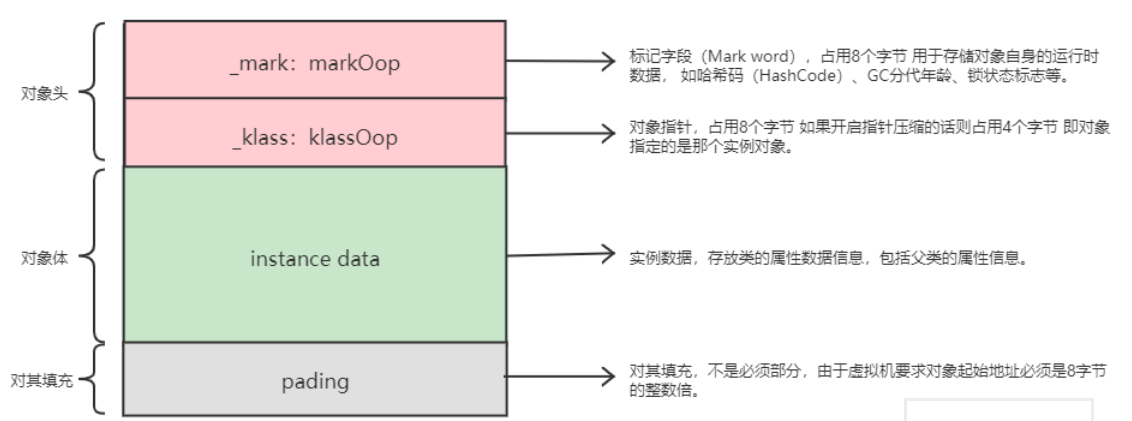 对象头
_mark: markOop
标记字段（Mark word），占用8个字节 用于存储对象自身的运行时
数据， 如哈希码（HashCode）、GC分代年龄、锁状态标志等。
_klass: klassOop
对象指针，占用8个字节 如果开启指针压缩的话则占用4个字节 即对象
指定的是那个实例对象。
对象体
instance data
实例数据，存放类的属性数据信息，包括父类的属性信息。
对其填充
pading
对其填充，不是必须部分，由于虚拟机要求对象起始地址必须是8字节
的整数倍。